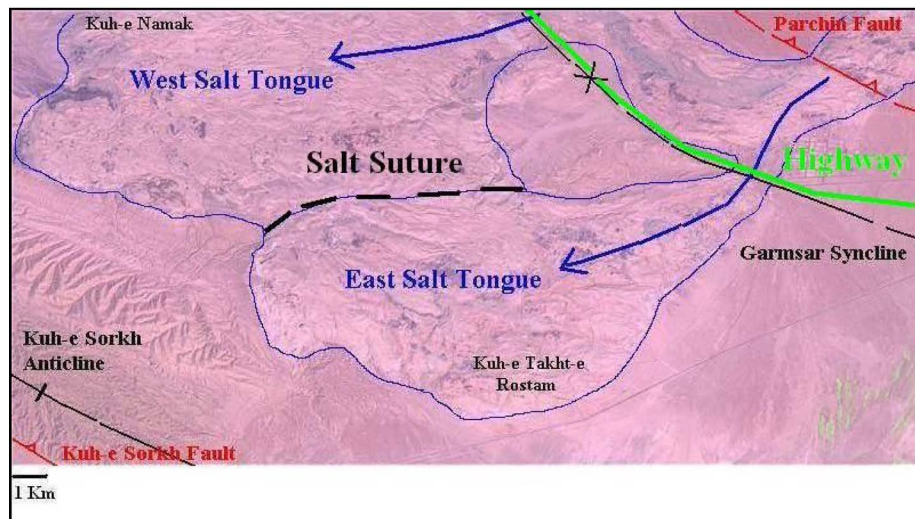 Kuh-e Namak
Parchin Fault
West Salt Tongue
Salt Suture
Highway
Garmsar Syncline
East Salt Tongue
Kuh-e Sorkh
Anticline
Kuh-e Takht-e
Rostam
Kuh-e Sorkh Fault
1 Km